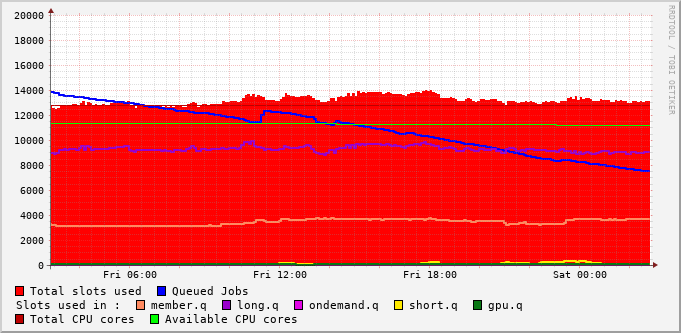 RRDTOOL / TOBI OETIKER
20000
18000
16000
14000
12000
10000
8000
6000
4000
2000
0
Fri 06:00 Fri 12:00 Fri 18:00 Sat 00:00
Total slots used Queued Jobs
Slots used in : member.q long.q ondemand.q short.q gpu.q
Total CPU cores Available CPU cores